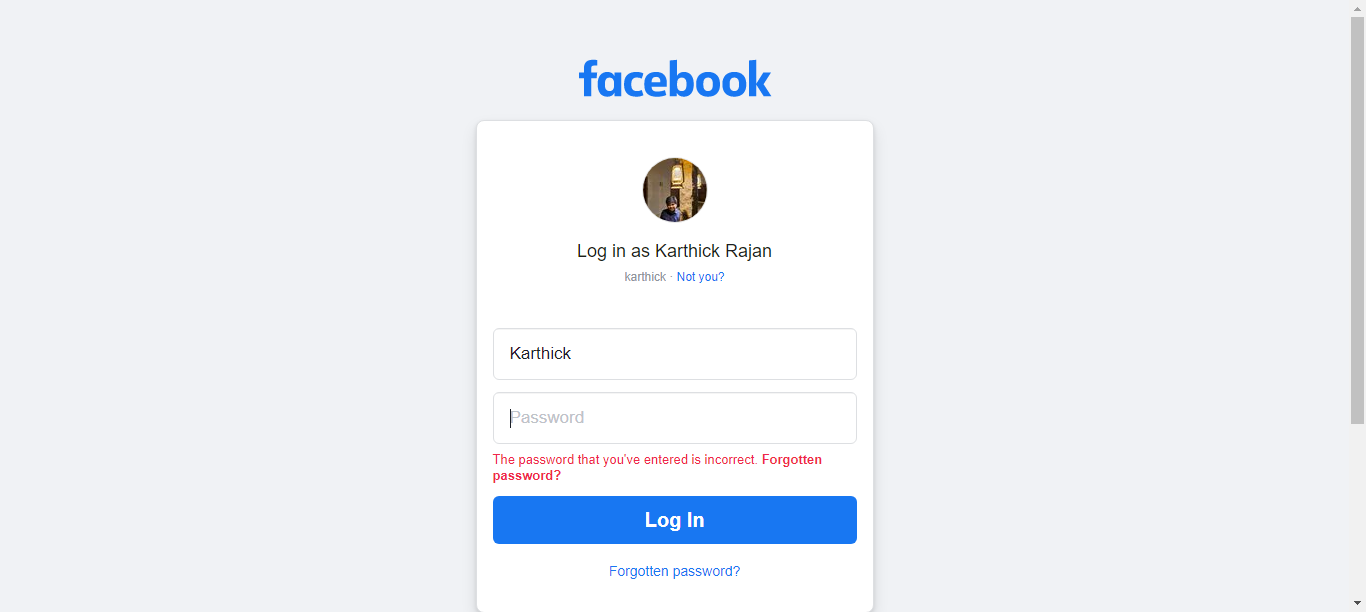 facebook
Log in as Karthick Rajan
karthick · Not you?
Karthick
Password
The password that you've entered is incorrect. Forgotten
password?
Log In
Forgotten password?